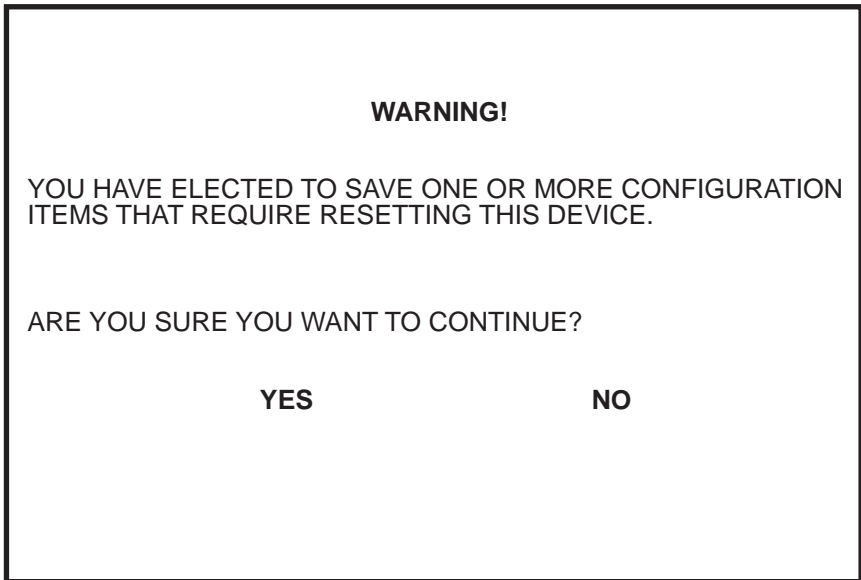 WARNING!
YOU HAVE ELECTED TO SAVE ONE OR MORE CONFIGURATION
ITEMS THAT REQUIRE RESETTING THIS DEVICE.
ARE YOU SURE YOU WANT TO CONTINUE?
YES NO